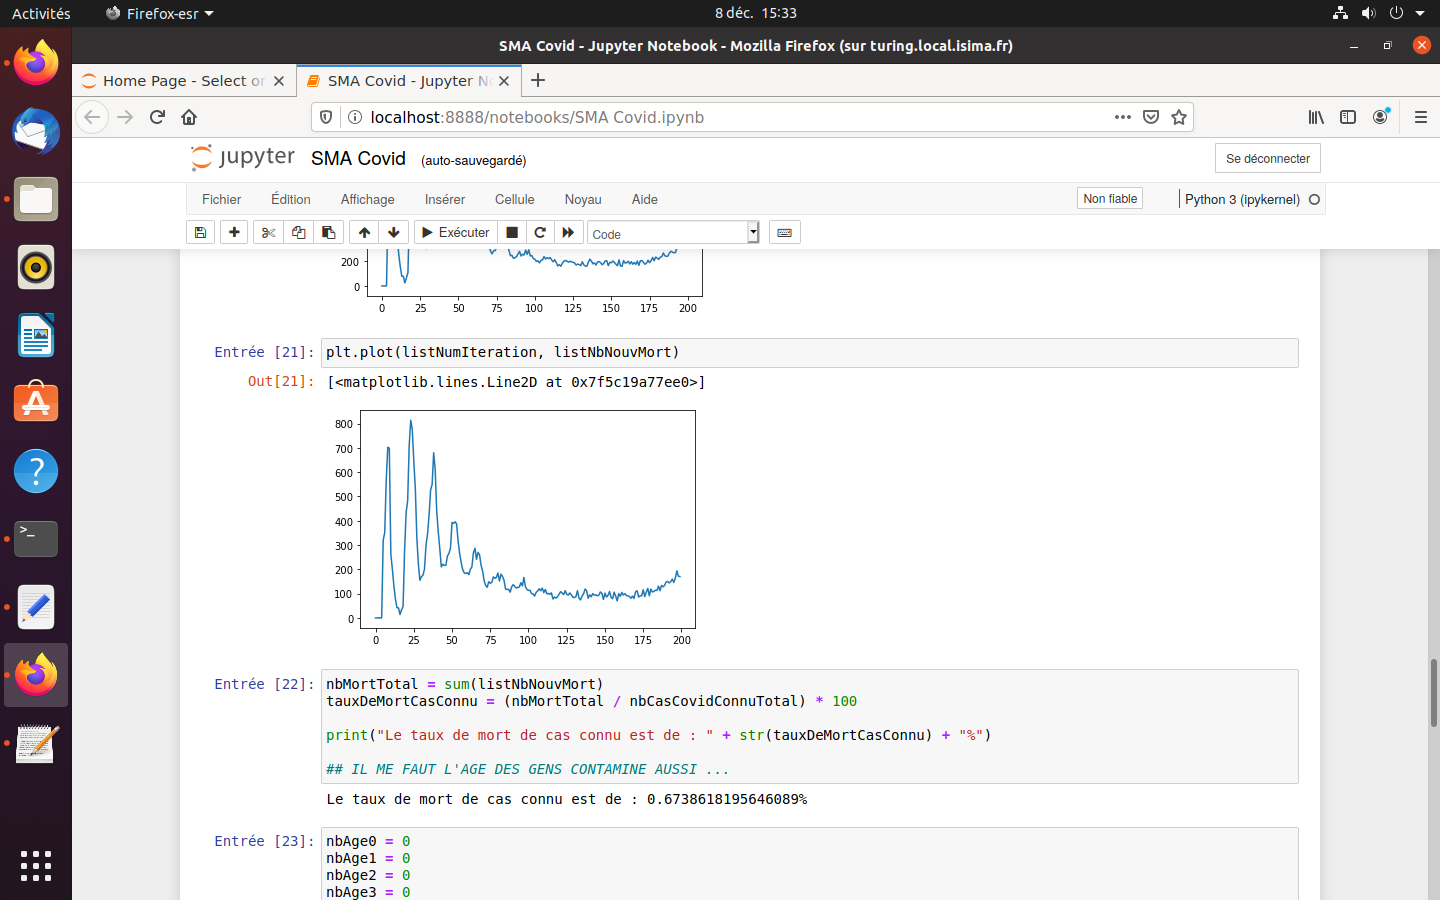 Activités
Firefox-esr
8 déc.  15:33
SMA Covid - Jupyter Notebook - Mozilla Firefox (sur turing.local.isima.fr)
Home Page - Select or
SMA Covid - Jupyter No
localhost:8888/notebooks/SMA Covid.ipynb
jupyter
SMA Covid
(auto-sauvegardé)
Se déconnecter
Fichier
Édition
Affichage
Insérer
Cellule
Noyau
Aide
Non fiable
Python 3 (ipykernel)
Exécuter
Code
200
0
0 25 50 75 100 125 150 175 200
Entrée [21]:
plt.plot(listNumIteration, listNbNouvMort)
Out[21]:
[<matplotlib.lines.Line2D at 0x7f5c19a77ee0>]
800
700
600
500
400
300
200
100
0
0 25 50 75 100 125 150 175 200
Entrée [22]:
nbMortTotal = sum(listNbNouvMort)
tauxDeMortCasConnu = (nbMortTotal / nbCasCovidConnuTotal) * 100
print("Le taux de mort de cas connu est de : " + str(tauxDeMortCasConnu) + "%")
## IL ME FAUT L'AGE DES GENS CONTAMINE AUSSI ...
Le taux de mort de cas connu est de : 0.6738618195646089%
Entrée [23]:
nbAge0 = 0
nbAge1 = 0
nbAge2 = 0
nbAge3 = 0